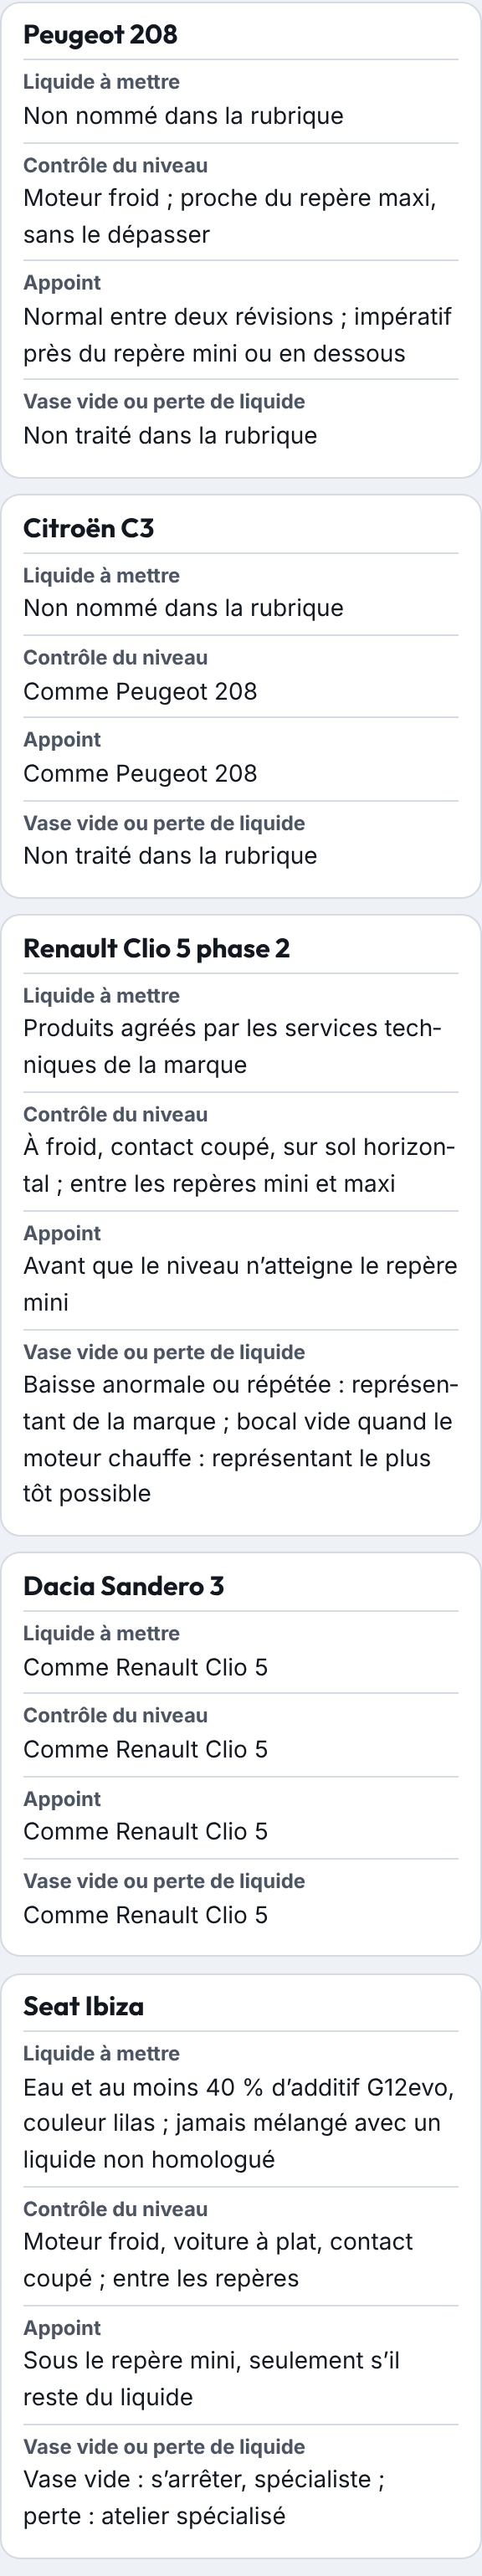 Peugeot 208
Liquide à mettre
Non nommé dans la rubrique
Contrôle du niveau
Moteur froid ; proche du repère maxi,
sans le dépasser
Appoint
Normal entre deux révisions ; impératif
près du repère mini ou en dessous
Vase vide ou perte de liquide
Non traité dans la rubrique
Citroën C3
Liquide à mettre
Non nommé dans la rubrique
Contrôle du niveau
Comme Peugeot 208
Appoint
Comme Peugeot 208
Vase vide ou perte de liquide
Non traité dans la rubrique
Renault Clio 5 phase 2
Liquide à mettre
Produits agréés par les services tech-
niques de la marque
Contrôle du niveau
À froid, contact coupé, sur sol horizon-
tal ; entre les repères mini et maxi
Appoint
Avant que le niveau n’atteigne le repère
mini
Vase vide ou perte de liquide
Baisse anormale ou répétée : représen-
tant de la marque ; bocal vide quand le
moteur chauffe : représentant le plus
tôt possible
Dacia Sandero 3
Liquide à mettre
Comme Renault Clio 5
Contrôle du niveau
Comme Renault Clio 5
Appoint
Comme Renault Clio 5
Vase vide ou perte de liquide
Comme Renault Clio 5
Seat Ibiza
Liquide à mettre
Eau et au moins 40 % d’additif G12evo,
couleur lilas ; jamais mélangé avec un
liquide non homologué
Contrôle du niveau
Moteur froid, voiture à plat, contact
coupé ; entre les repères
Appoint
Sous le repère mini, seulement s’il
reste du liquide
Vase vide ou perte de liquide
Vase vide : s’arrêter, spécialiste ;
perte : atelier spécialisé